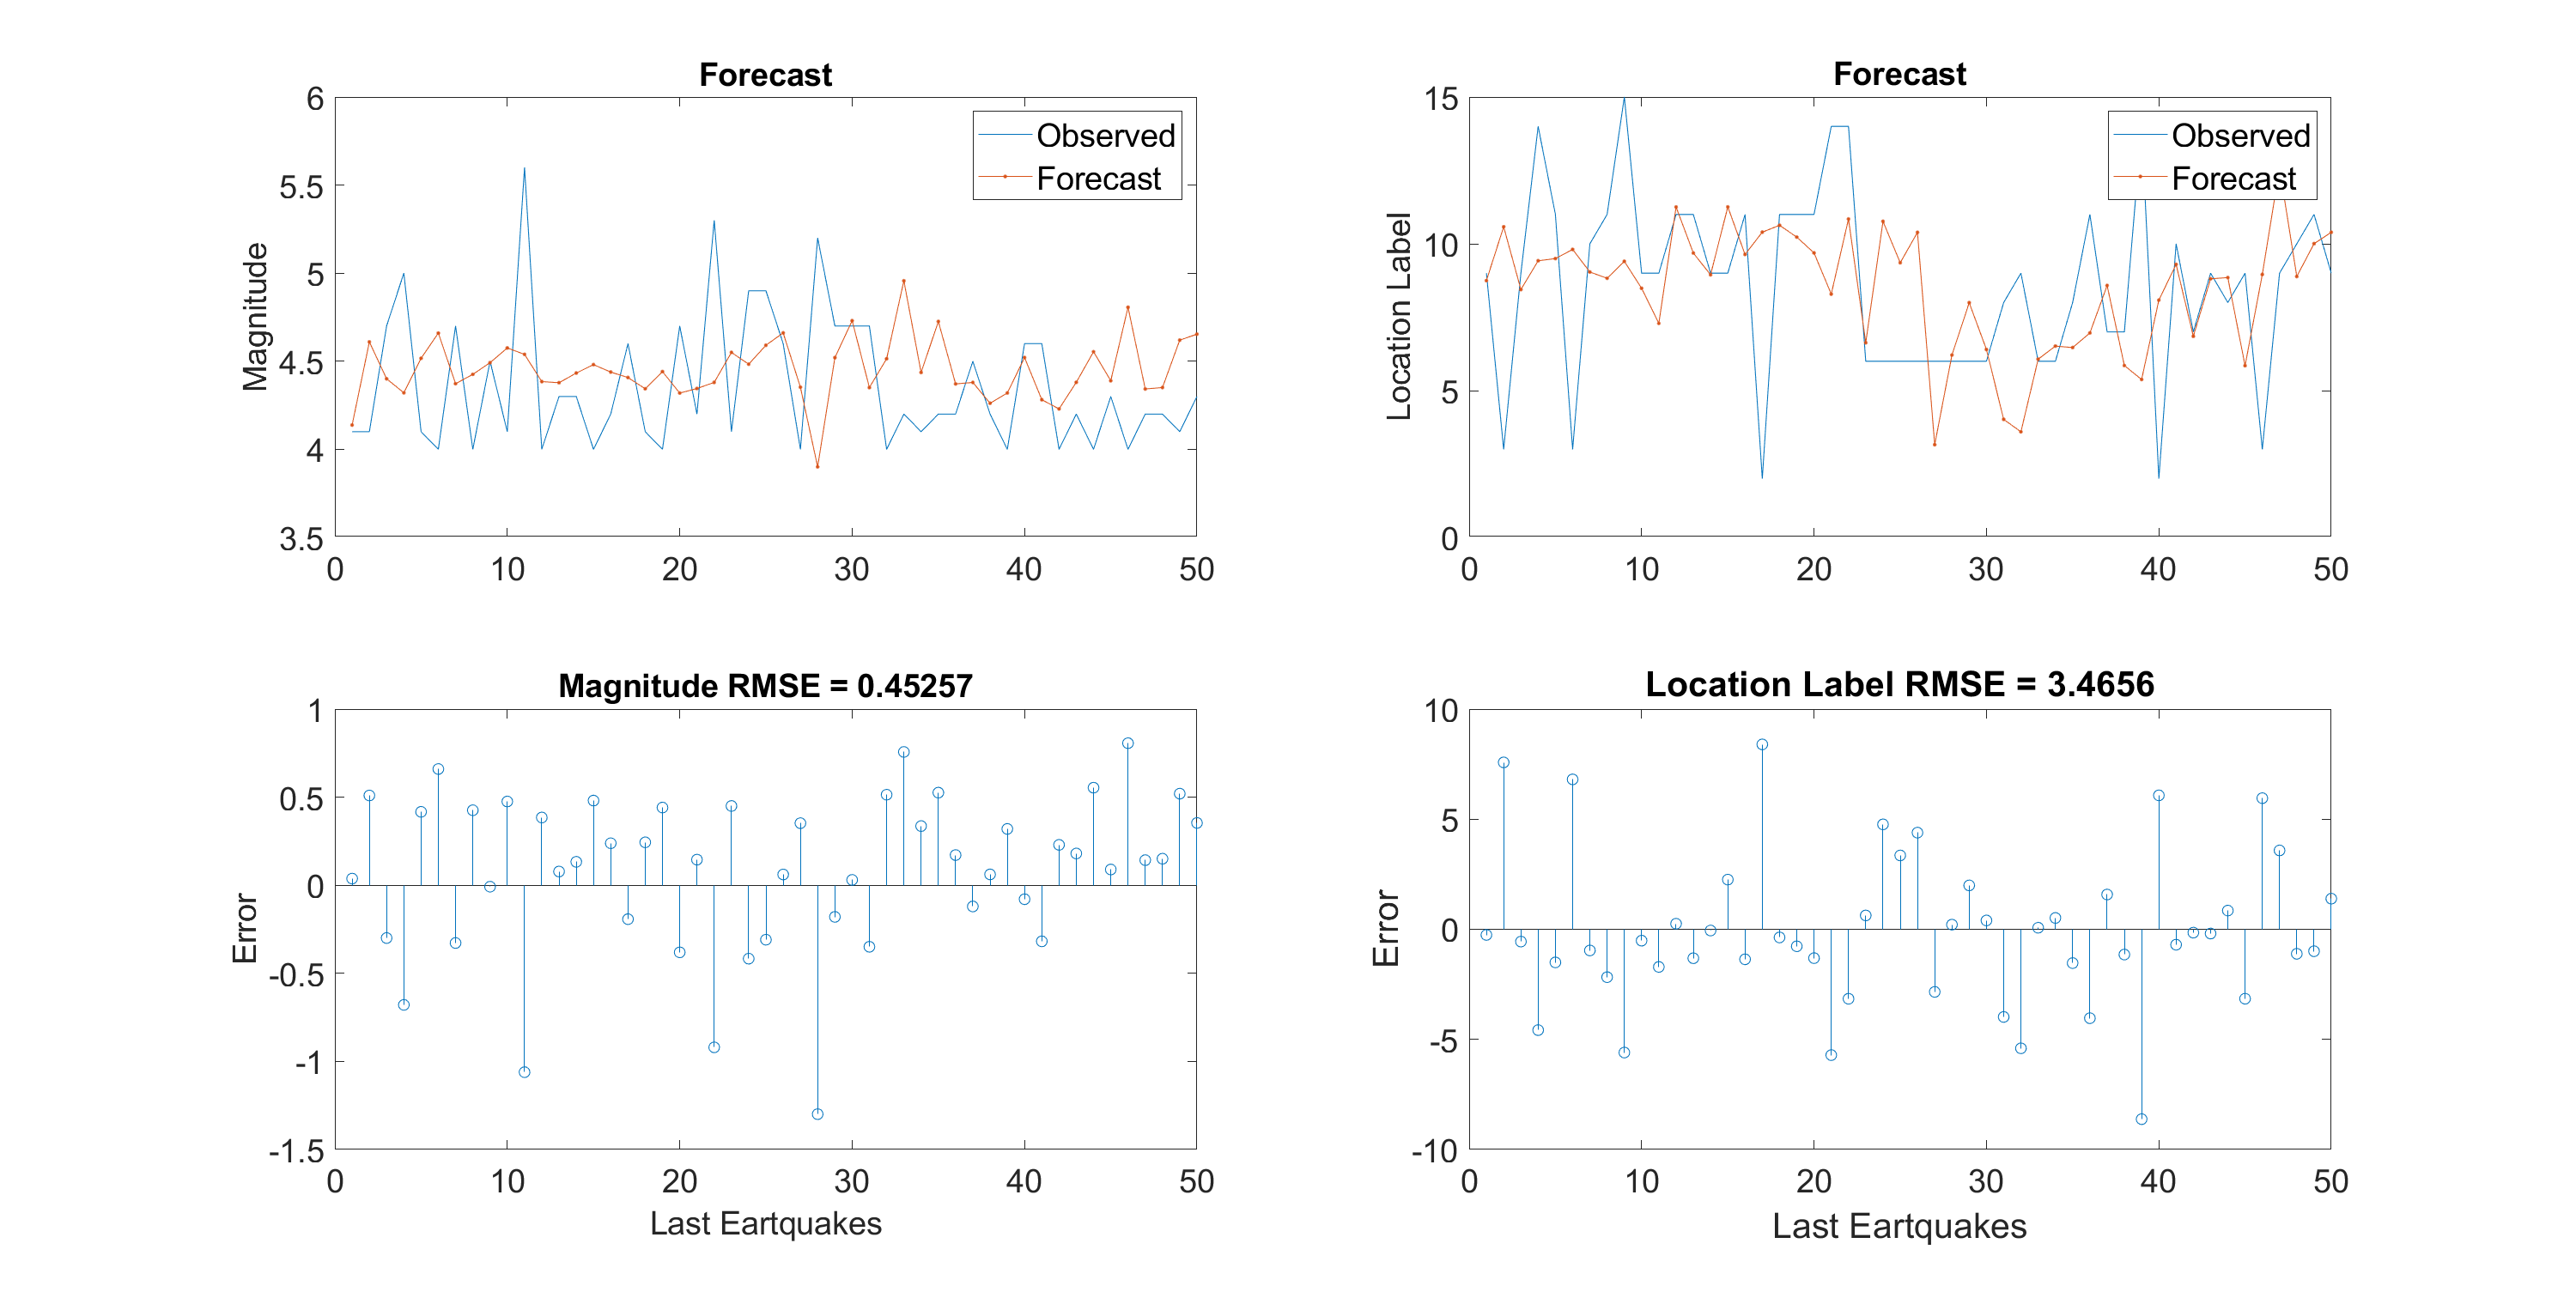 Forecast
6
5.5
5
4.5
4
3.5
0 10 20 30 40 50
Magnitude
Observed
Forecast
Forecast
15
10
5
0
0 10 20 30 40 50
Location Label
Observed
Forecast
Magnitude RMSE = 0.45257
1
0.5
0
-0.5
-1
-1.5
0 10 20 30 40 50
Error
Last Eartquakes
Location Label RMSE = 3.4656
10
5
0
-5
-10
0 10 20 30 40 50
Error
Last Eartquakes